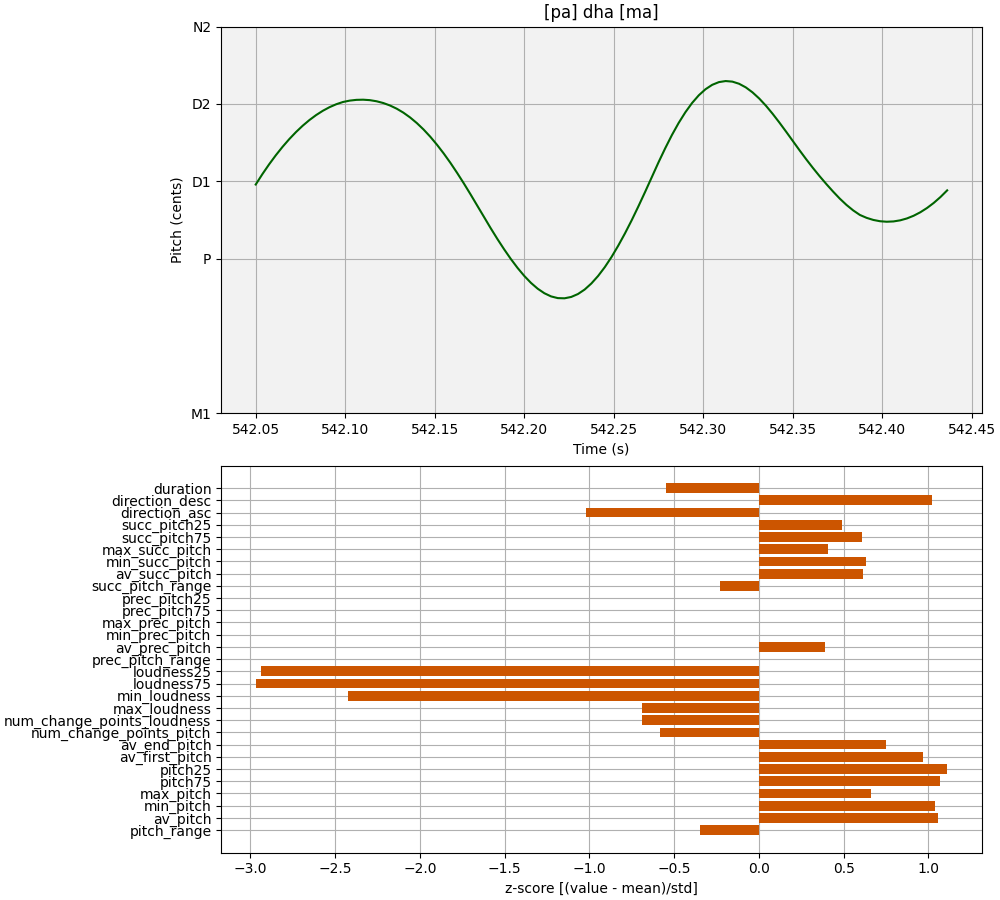 [pa] dha [ma]
N2
D2
D1
P
M1
Pitch (cents)
542.05 542.10 542.15 542.20 542.25 542.30 542.35 542.40 542.45
Time (s)
duration
direction_desc
direction_asc
succ_pitch25
succ_pitch75
max_succ_pitch
min_succ_pitch
av_succ_pitch
succ_pitch_range
prec_pitch25
prec_pitch75
max_prec_pitch
min_prec_pitch
av_prec_pitch
prec_pitch_range
loudness25
loudness75
min_loudness
max_loudness
num_change_points_loudness
num_change_points_pitch
av_end_pitch
av_first_pitch
pitch25
pitch75
max_pitch
min_pitch
av_pitch
pitch_range
−3.0 −2.5 −2.0 −1.5 −1.0 −0.5 0.0 0.5 1.0
z-score [(value - mean)/std]